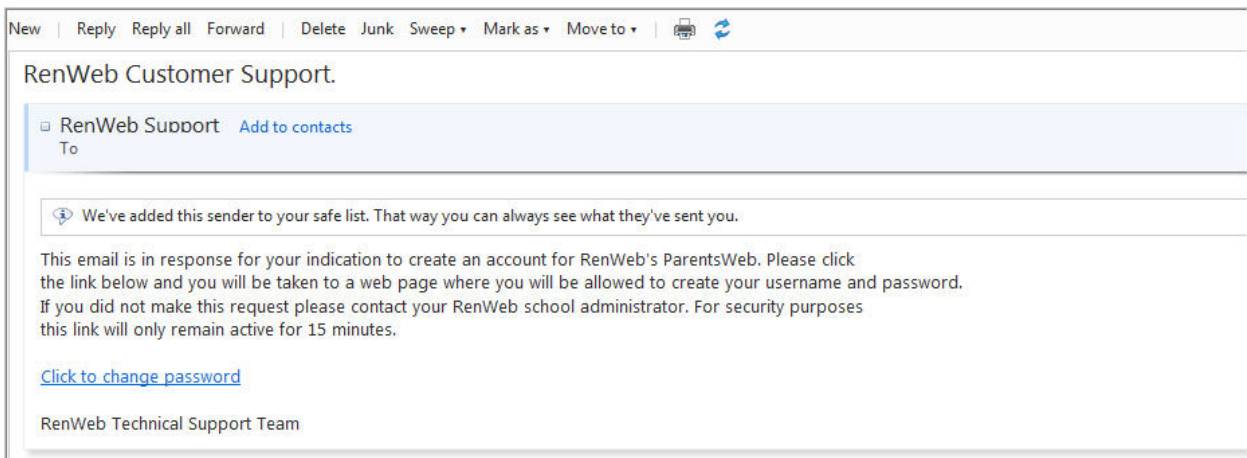 New | Reply Reply all Forward | Delete Junk Sweep Mark as Move to |
RenWeb Customer Support.
RenWeb Support Add to contacts
To
We've added this sender to your safe list. That way you can always see what they've sent you.
This email is in response for your indication to create an account for RenWeb's ParentsWeb. Please click
the link below and you will be taken to a web page where you will be allowed to create your username and password.
If you did not make this request please contact your RenWeb school administrator. For security purposes
this link will only remain active for 15 minutes.
Click to change password
RenWeb Technical Support Team